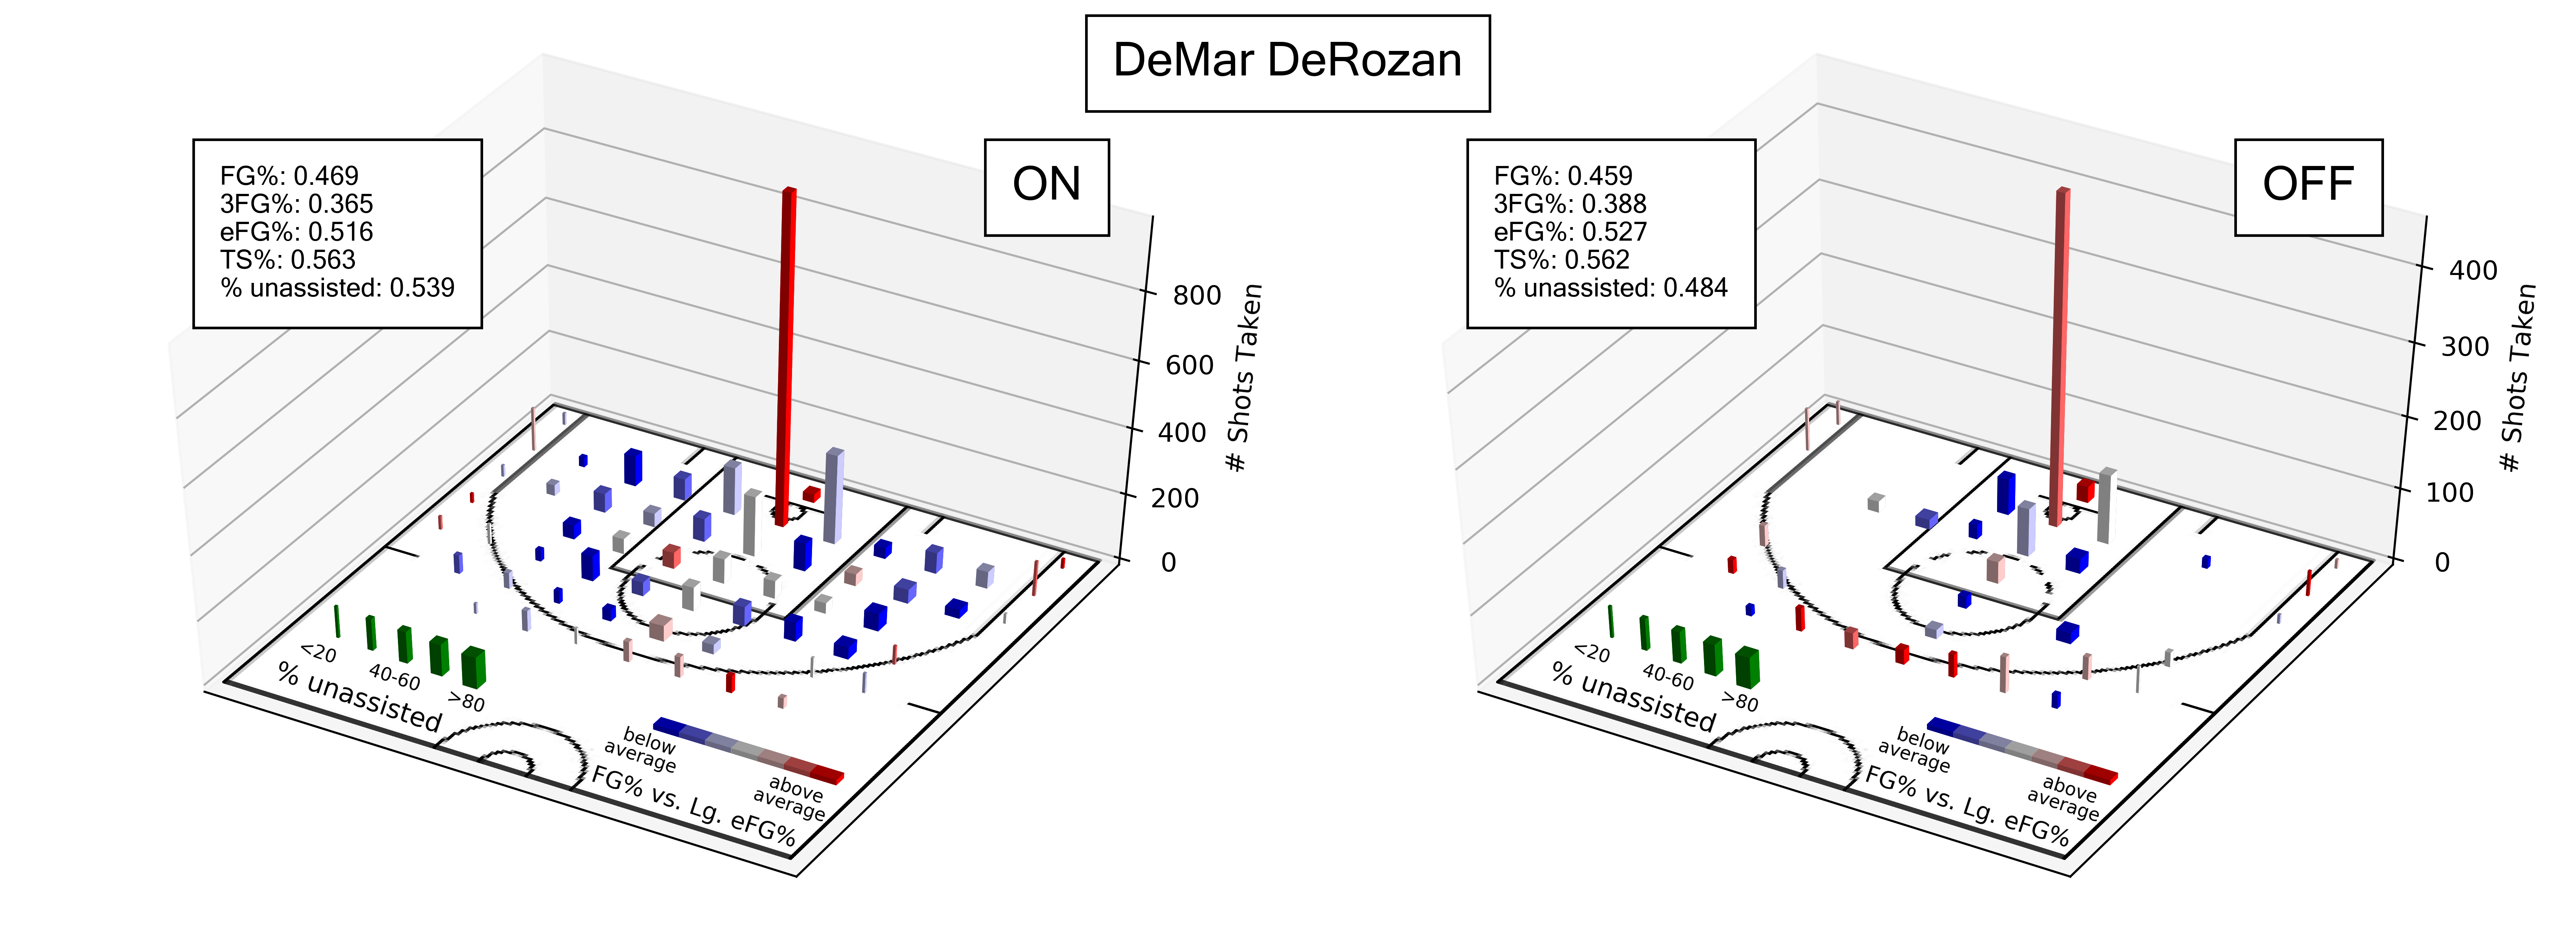 DeMar DeRozan
FG%: 0.469
3FG%: 0.365
eFG%: 0.516
TS%: 0.563
% unassisted: 0.539
ON
800
600
400
200
0
# Shots Taken
<20
40-60
>80
% unassisted
below
average
above
average
FG% vs. Lg. eFG%
FG%: 0.459
3FG%: 0.388
eFG%: 0.527
TS%: 0.562
% unassisted: 0.484
OFF
400
300
200
100
0
# Shots Taken
<20
40-60
>80
% unassisted
below
average
above
average
FG% vs. Lg. eFG%